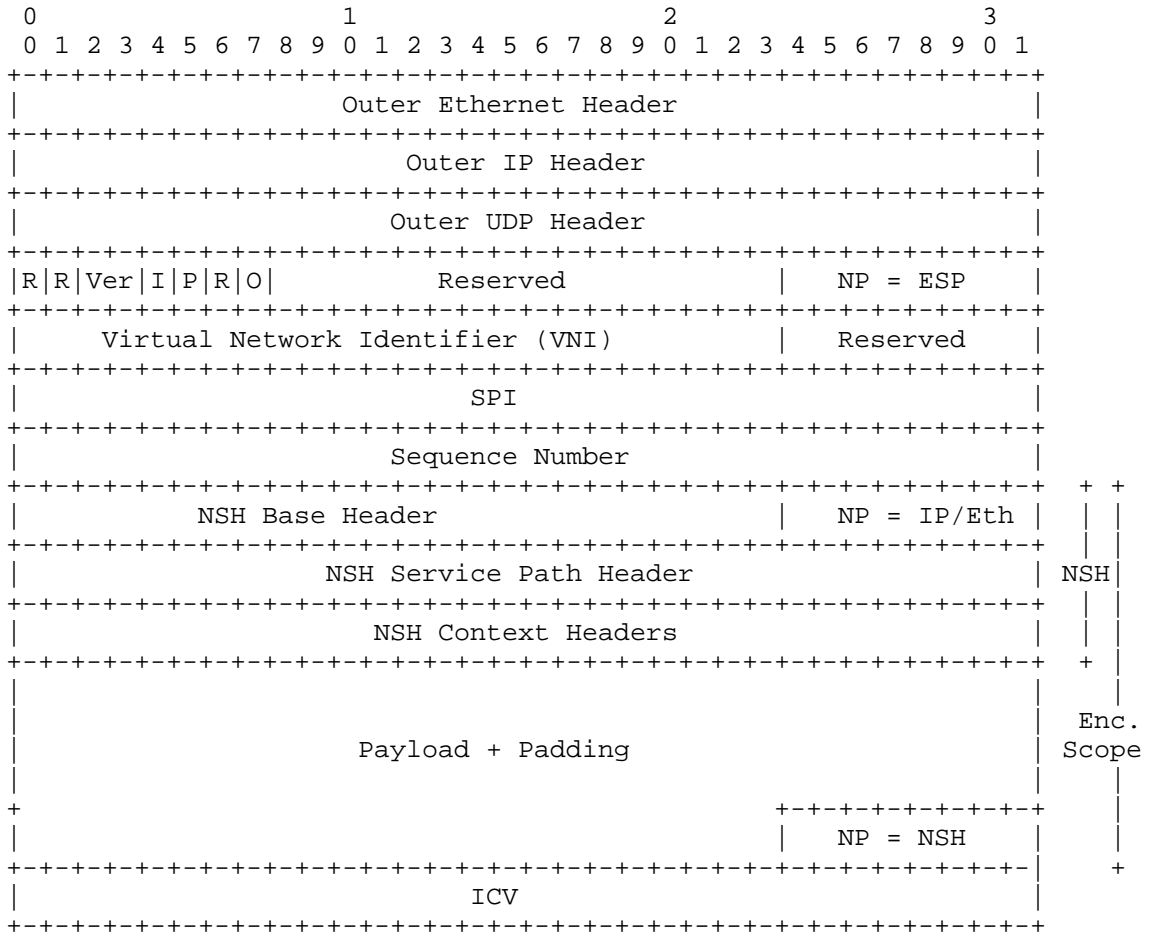 0                   1                   2                   3
0 1 2 3 4 5 6 7 8 9 0 1 2 3 4 5 6 7 8 9 0 1 2 3 4 5 6 7 8 9 0 1
Outer Ethernet Header
Outer IP Header
Outer UDP Header
|R|R|Ver|I|P|R|O| Reserved | NP = ESP |
Virtual Network Identifier (VNI) | Reserved
SPI
Sequence Number
NSH Base Header | NP = IP/Eth |
NSH Service Path Header | NSH|
NSH Context Headers
Enc.
Payload + Padding | Scope
NP = NSH
ICV